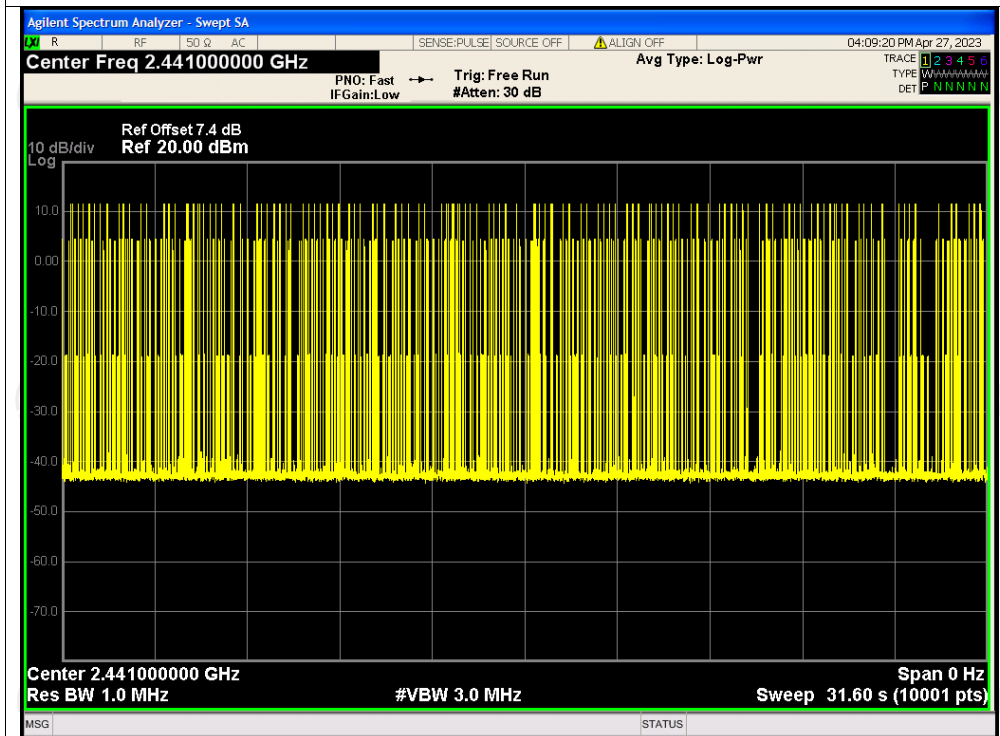 Agilent Spectrum Analyzer - Swept SA
LXI R RF 50 Ω AC SENSE:PULSE SOURCE OFF ALIGN OFF 04:09:20 PM Apr 27, 2023
Center Freq 2.441000000 GHz Avg Type: Log-Pwr TRACE 1 2 3 4 5 6
PNO: Fast Trig: Free Run TYPE WWWWWW
IFGain:Low #Atten: 30 dB DET P N N N N N
Ref Offset 7.4 dB
10 dB/div Ref 20.00 dBm
Log
10.0
0.00
-10.0
-20.0
-30.0
-40.0
-50.0
-60.0
-70.0
Center 2.441000000 GHz Span 0 Hz
Res BW 1.0 MHz #VBW 3.0 MHz Sweep 31.60 s (10001 pts)
MSG STATUS